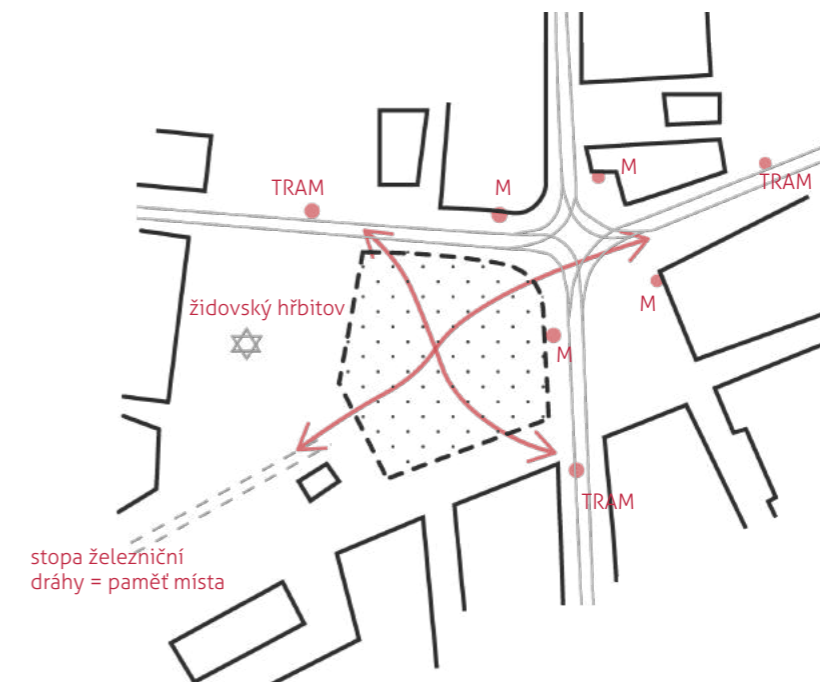 M
TRAM
TRAM
M
židovský hřbitov
M
M
TRAM
stopa železniční
dráhy = paměť místa